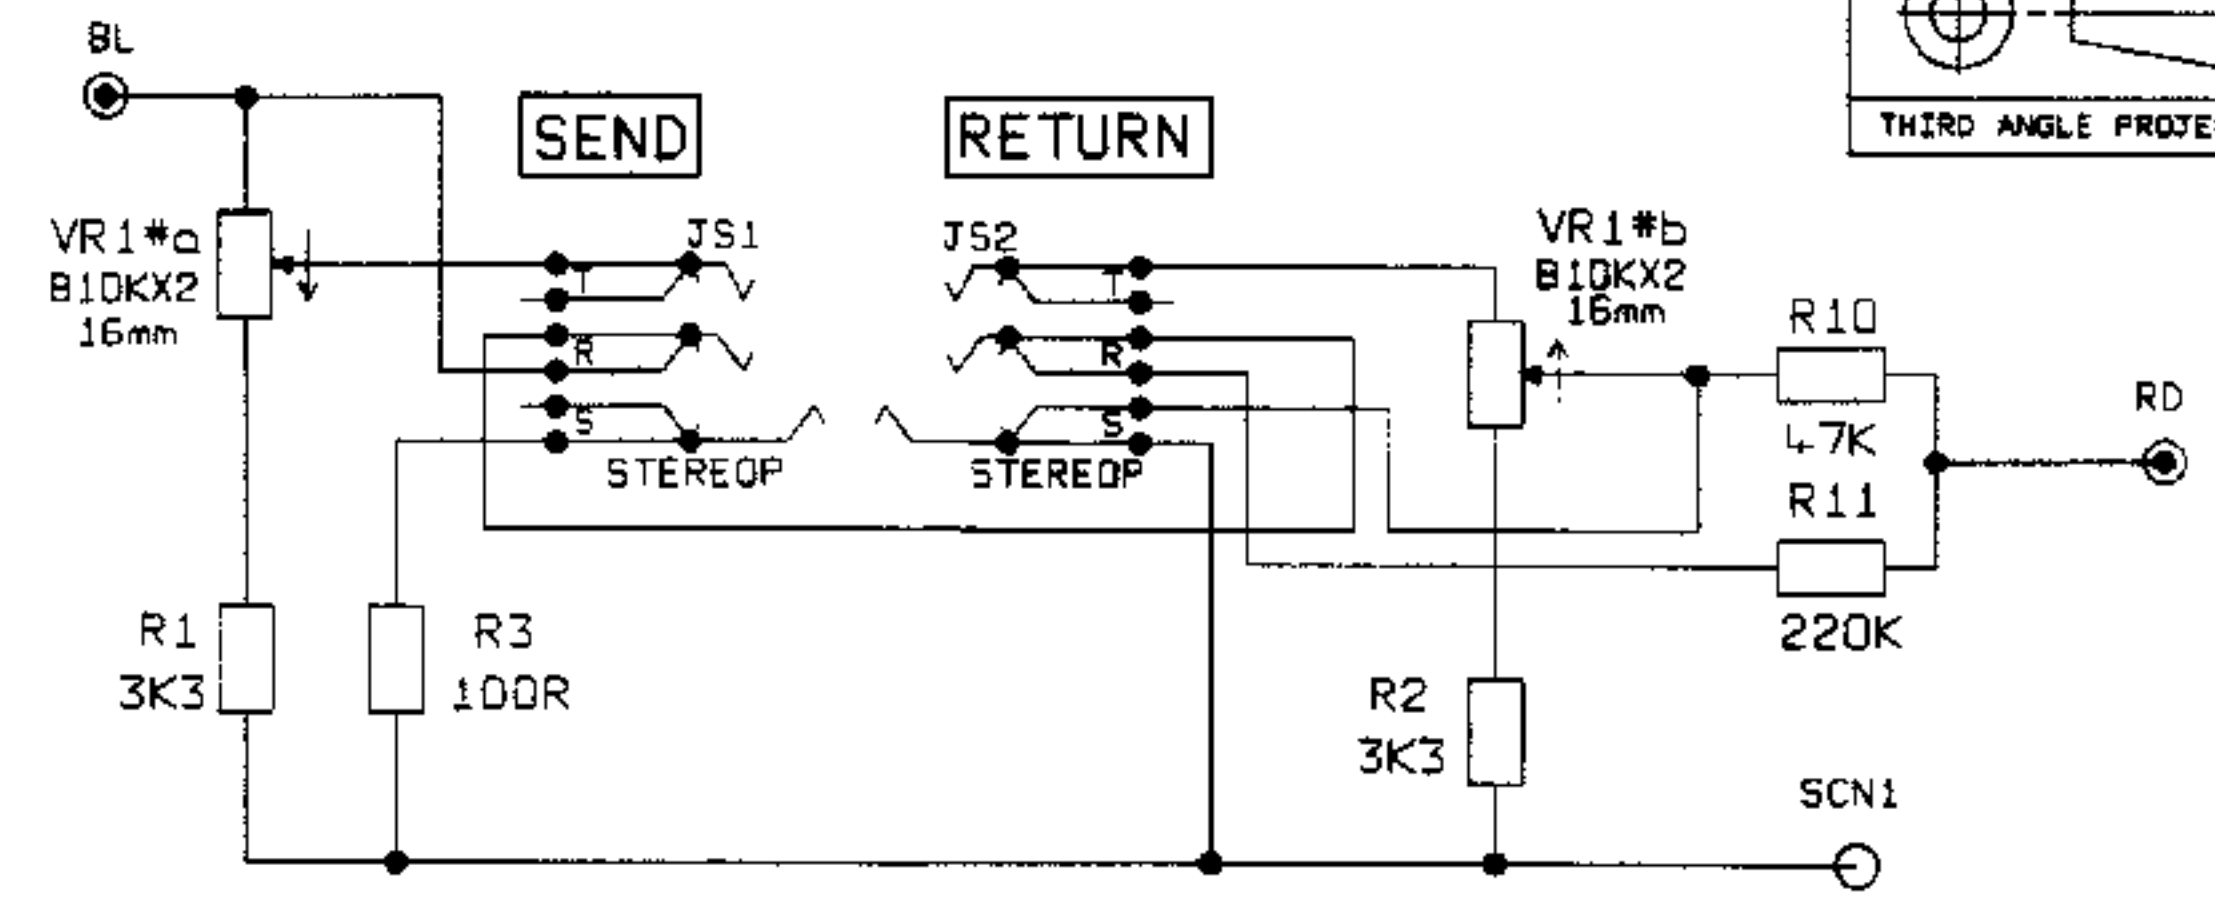 BL
SEND
RETURN
THIRD ANGLE PROJE
VR1#a
B10KX2
16mm
JS1
JS2
VR1#b
B10KX2
16mm
T
R
S
STEREOP
T
R
S
STEREOP
R10
47K
R11
220K
RD
R1
3K3
R3
100R
R2
3K3
SCN1